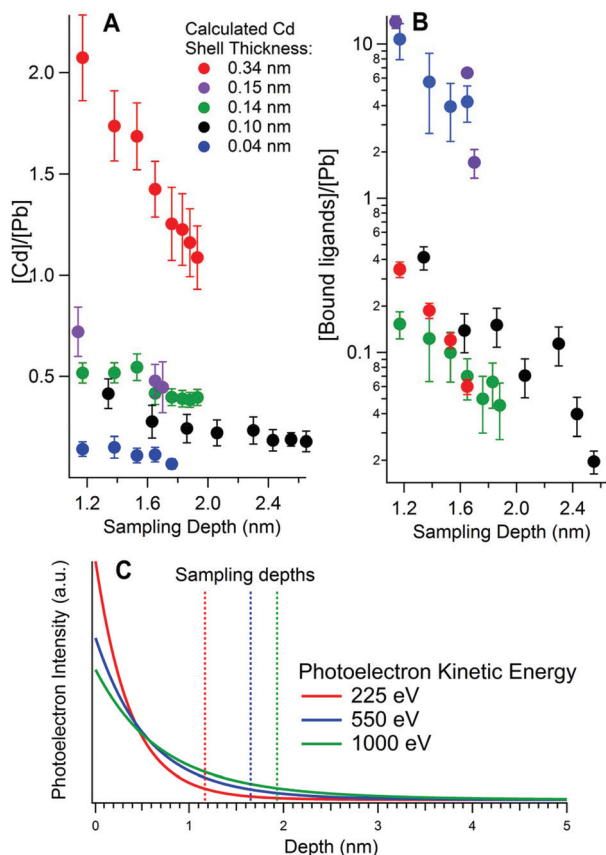 A
Calculated Cd
Shell Thickness:
0.34 nm
0.15 nm
0.14 nm
0.10 nm
0.04 nm
[Cd]/[Pb]
2.0
1.5
1.0
0.5
1.2 1.6 2.0 2.4
Sampling Depth (nm)
B
[Bound ligands]/[Pb]
10
8
6
4
2
1
8
6
4
2
0.1
8
6
4
2
1.2 1.6 2.0 2.4
Sampling Depth (nm)
C
Sampling depths
Photoelectron Intensity (a.u.)
Photoelectron Kinetic Energy
225 eV
550 eV
1000 eV
0 1 2 3 4 5
Depth (nm)